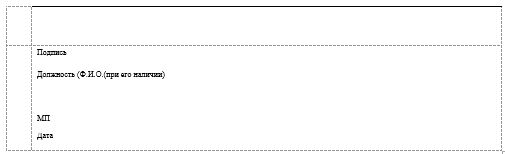 Подпись
Должность (Ф.И.О.(при его наличии)
МП
Дата